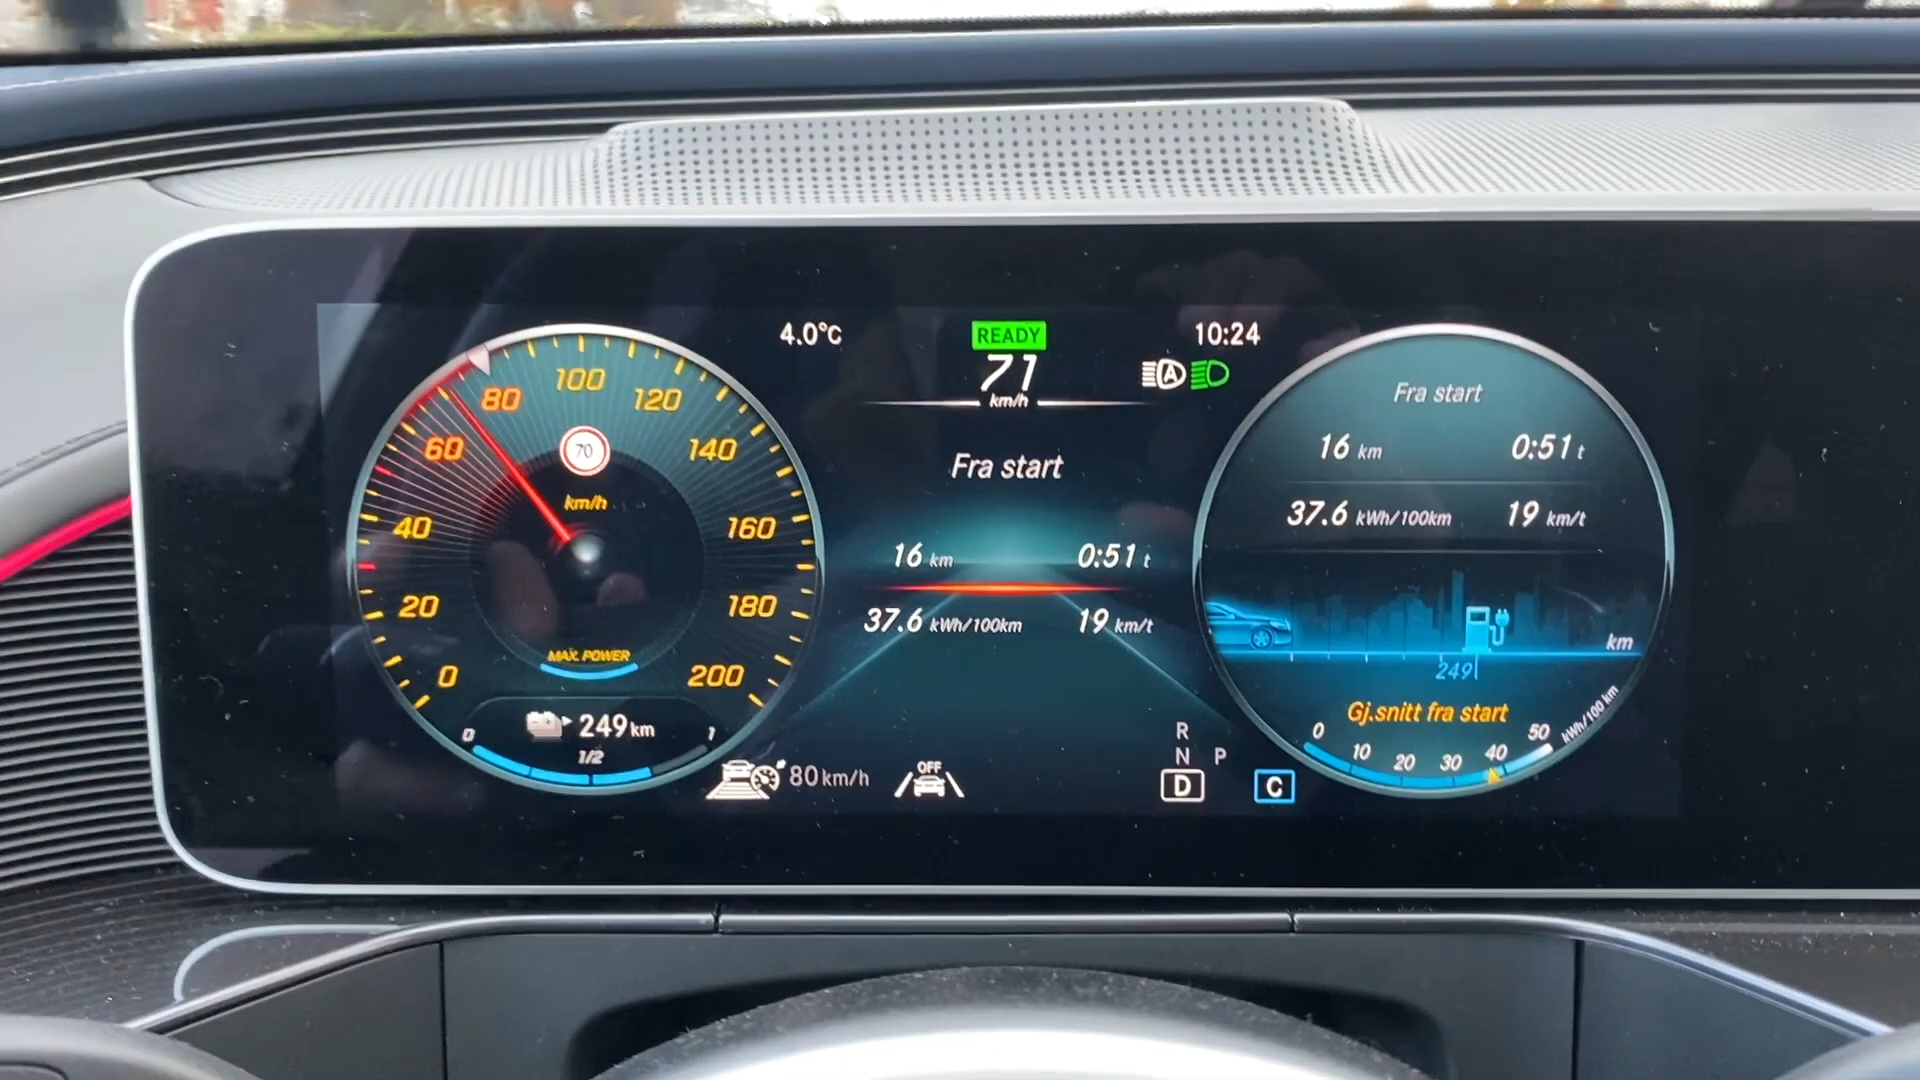 4.0°C
READY
10:24
71
km/h
A
0
20
40
60
80
100
120
140
160
180
200
70
km/h
MAX. POWER
249 km
0
1/2
1
Fra start
16 km
0:51 t
37.6 kWh/100km
19 km/t
80 km/h
OFF
R
N P
D
C
Fra start
16 km
0:51 t
37.6 kWh/100km
19 km/t
km
249
Gj.snitt fra start
0
10
20
30
40
50
kWh/100 km